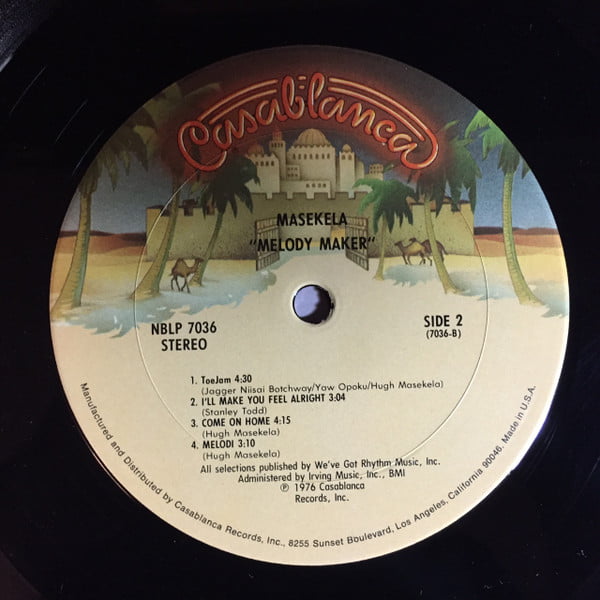 Casablanca
MASEKELA
"MELODY MAKER"
NBLP 7036
STEREO
SIDE 2
(7036-B)
1. ToeJam 4:30
(Jagger Niisai Botchway/Yaw Opoku/Hugh Masekela)
2. I'LL MAKE YOU FEEL ALRIGHT 3:04
(Stanley Todd)
3. COME ON HOME 4:15
(Hugh Masekela)
4. MELODI 3:10
(Hugh Masekela)
All selections published by We've Got Rhythm Music, Inc.
Administered by Irving Music, Inc., BMI
Ⓟ 1976 Casablanca
Records, Inc.
Manufactured and Distributed by Casablanca Records, Inc., 8255 Sunset Boulevard, Los Angeles, California 90046. Made in U.S.A.